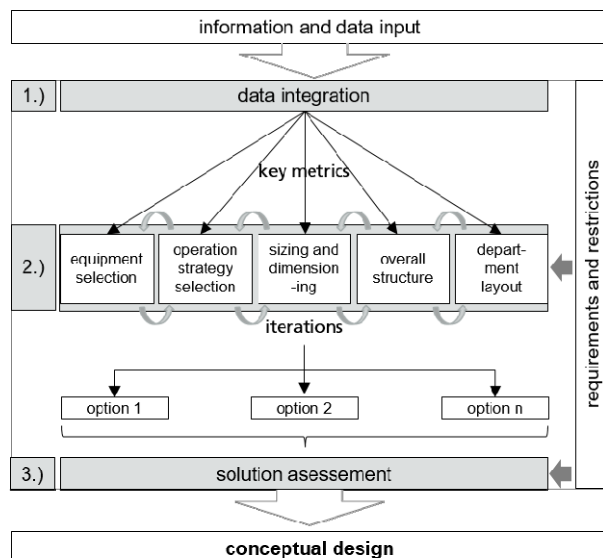 information and data input
1.)
data integration
key metrics
2.)
equipment
selection
operation
strategy
selection
sizing and
dimension
-ing
overall
structure
depart-
ment
layout
requirements and restrictions
iterations
option 1
option 2
option n
3.)
solution asessement
conceptual design